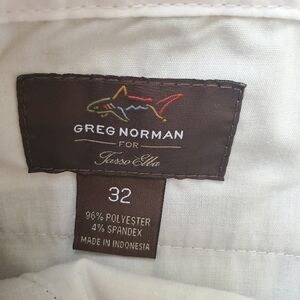 GREG NORMAN
FOR
Tasso Elba
32
96% POLYESTER
4% SPANDEX
MADE IN INDONESIA